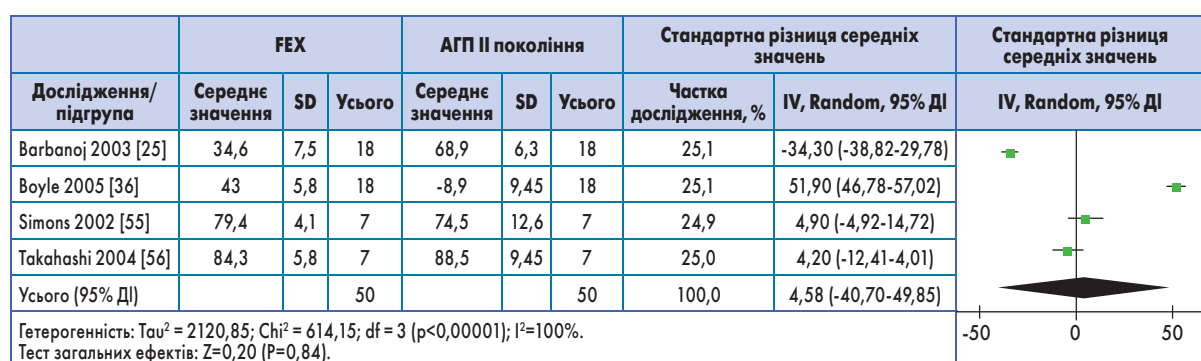 FEX АГП II покоління Стандартна різниця середніх значень Стандартна різниця середніх значень
Дослідження/підгрупа Середнє значення SD Усього Середнє значення SD Усього Частка дослідження, % IV, Random, 95% ДІ IV, Random, 95% ДІ
Barbanoj 2003 [25] 34,6 7,5 18 68,9 6,3 18 25,1 -34,30 (-38,82-29,78)
Boyle 2005 [36] 43 5,8 18 -8,9 9,45 18 25,1 51,90 (46,78-57,02)
Simons 2002 [55] 79,4 4,1 7 74,5 12,6 7 24,9 4,90 (-4,92-14,72)
Takahashi 2004 [56] 84,3 5,8 7 88,5 9,45 7 25,0 4,20 (-12,41-4,01)
Усього (95% ДІ) 50 50 100,0 4,58 (-40,70-49,85)
Гетерогенність: Tau² = 2120,85; Chi² = 614,15; df = 3 (p<0,00001); I²=100%.
Тест загальних ефектів: Z=0,20 (P=0,84).
-50 0 50